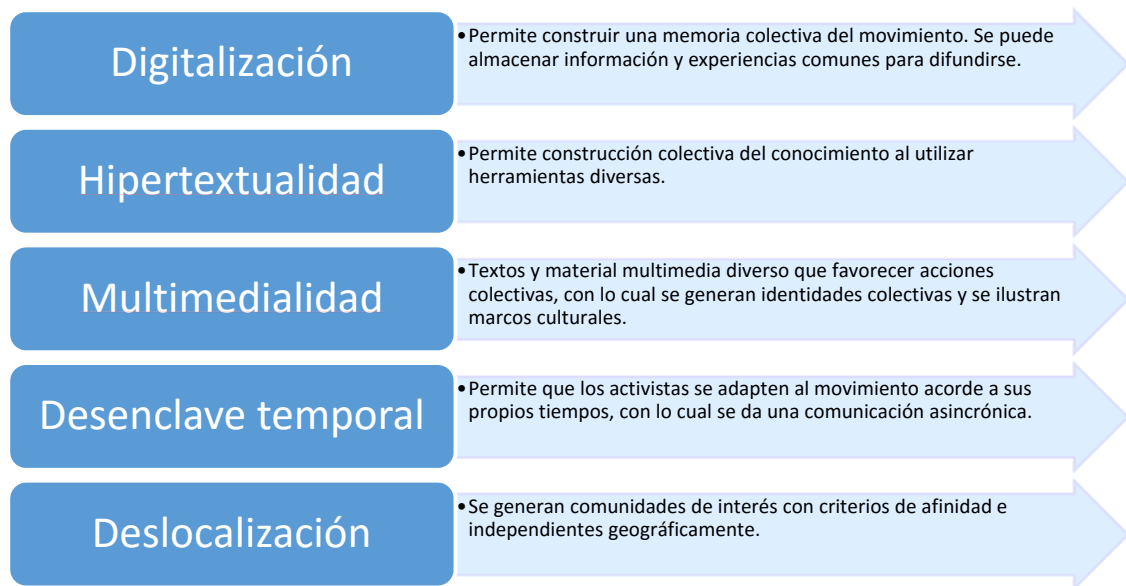 Digitalización
•Permite construir una memoria colectiva del movimiento. Se puede
almacenar información y experiencias comunes para difundirse.
Hipertextualidad
•Permite construcción colectiva del conocimiento al utilizar
herramientas diversas.
Multimedialidad
•Textos y material multimedia diverso que favorecer acciones
colectivas, con lo cual se generan identidades colectivas y se ilustran
marcos culturales.
Desenclave temporal
•Permite que los activistas se adapten al movimiento acorde a sus
propios tiempos, con lo cual se da una comunicación asincrónica.
Deslocalización
•Se generan comunidades de interés con criterios de afinidad e
independientes geográficamente.